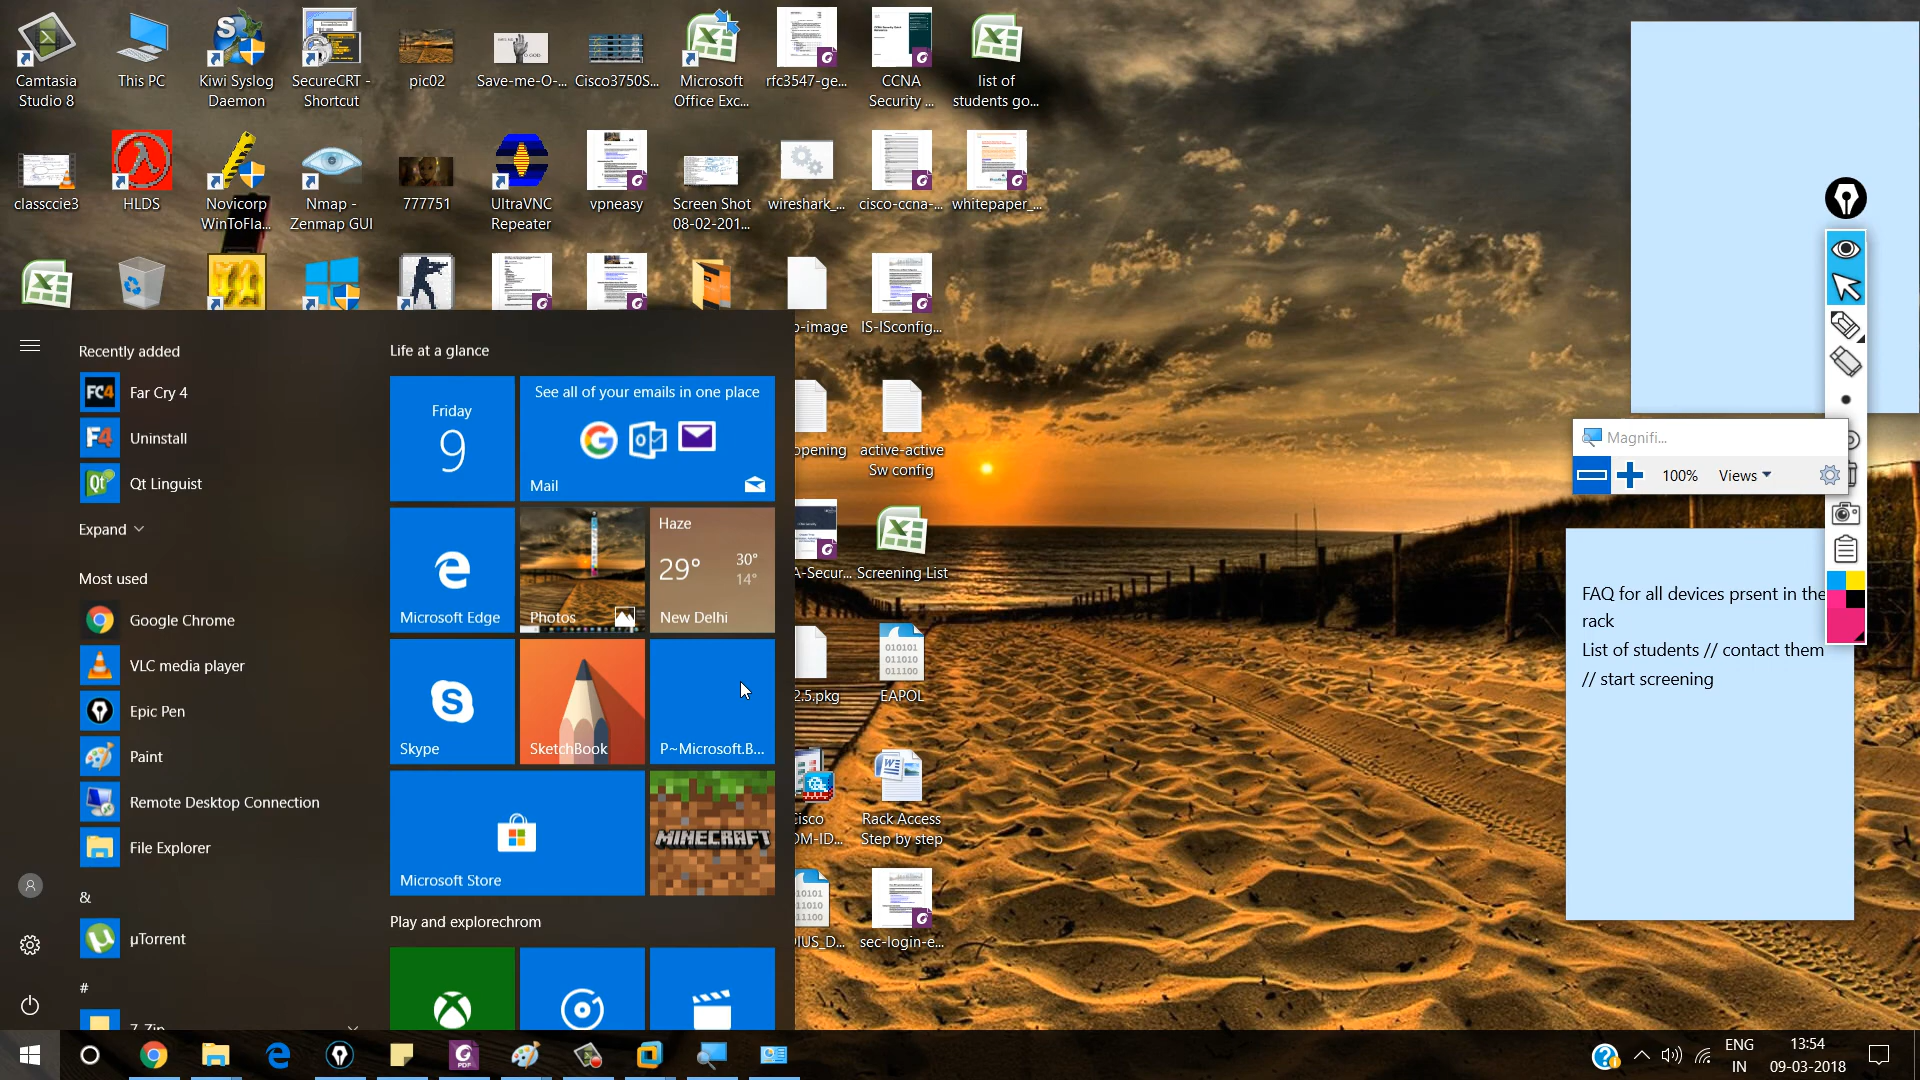 Camtasia
Studio 8
This PC
Kiwi Syslog
Daemon
SecureCRT -
Shortcut
pic02
Save-me-O-...
Cisco3750S...
Microsoft
Office Exc...
rfc3547-ge...
CCNA
Security ...
list of
students go...
classccie3
HLDS
Novicorp
WinToFla...
Nmap -
Zenmap GUI
777751
UltraVNC
Repeater
vpneasy
Screen Shot
08-02-201...
wireshark_...
cisco-ccna-...
whitepaper_...
o-image
IS-ISconfig...
opening
active-active
Sw config
A-Secur...
Screening List
2.5.pkg
EAPOL
cisco
DM-ID...
Rack Access
Step by step
IUS_D...
sec-login-e...
Recently added
Far Cry 4
Uninstall
Qt Linguist
Expand
Most used
Google Chrome
VLC media player
Epic Pen
Paint
Remote Desktop Connection
File Explorer
&
µTorrent
#
7-Zip
Life at a glance
Friday
9
See all of your emails in one place
Mail
Microsoft Edge
Photos
Haze
29°
30°
14°
New Delhi
Skype
SketchBook
P~Microsoft.B...
Microsoft Store
MINECRAFT
Play and explorechrom
Magnifi...
100%
Views
FAQ for all devices prsent in the
rack
List of students // contact them
// start screening
ENG
IN
13:54
09-03-2018